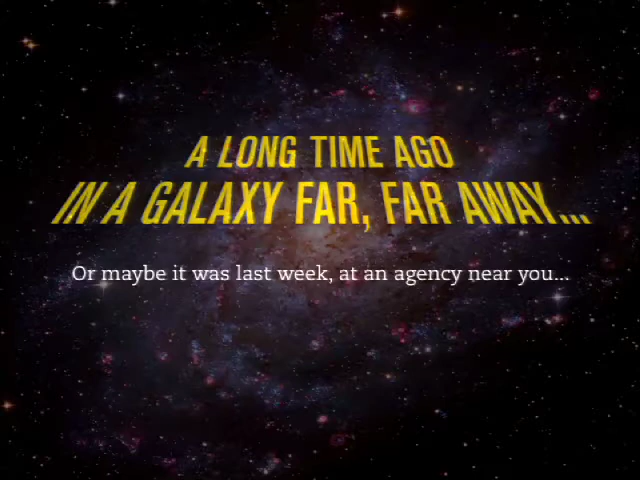 A LONG TIME AGO
IN A GALAXY FAR, FAR AWAY...
Or maybe it was last week, at an agency near you...